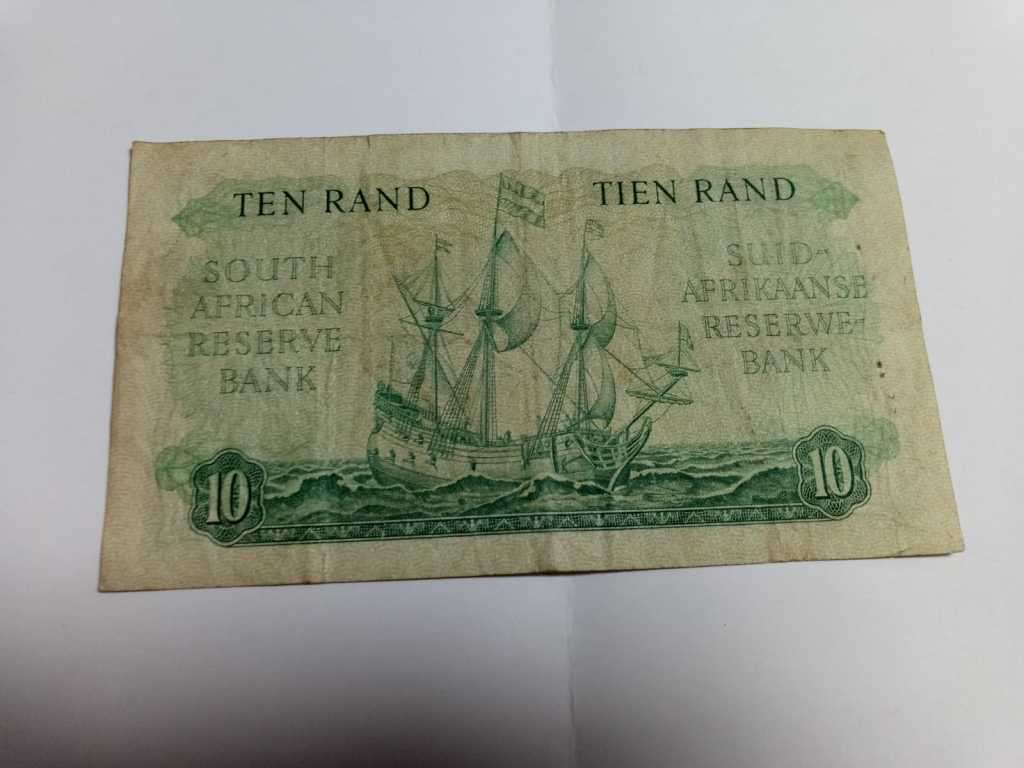 TEN RAND
TIEN RAND
SOUTH
AFRICAN
RESERVE
BANK
SUID-
AFRIKAANSE
RESERWE-
BANK
10
10